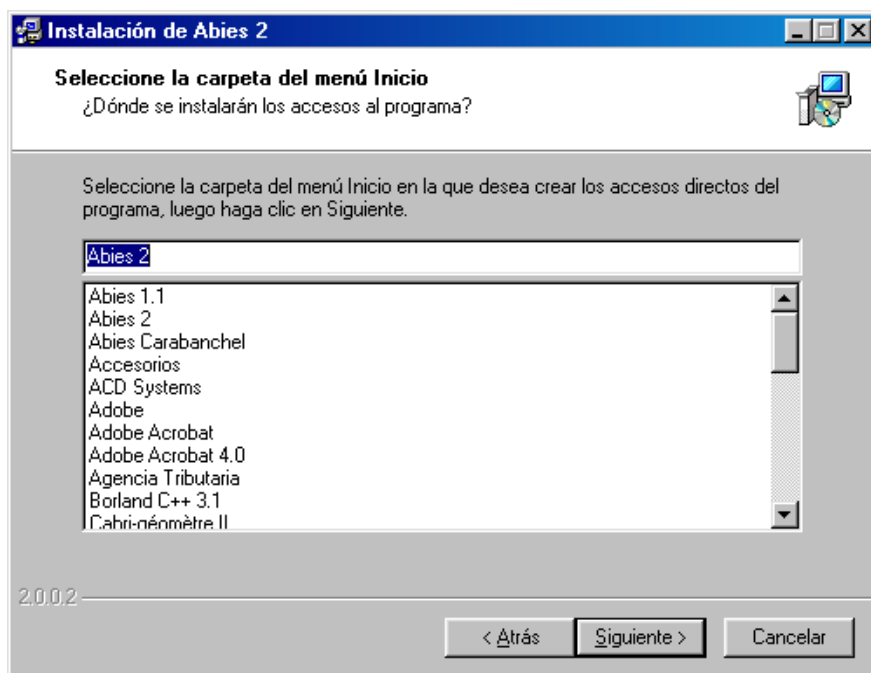 Instalación de Abies 2
Seleccione la carpeta del menú Inicio
¿Dónde se instalarán los accesos al programa?
Seleccione la carpeta del menú Inicio en la que desea crear los accesos directos del
programa, luego haga clic en Siguiente.
Abies 2
Abies 1.1
Abies 2
Abies Carabanchel
Accesorios
ACD Systems
Adobe
Adobe Acrobat
Adobe Acrobat 4.0
Agencia Tributaria
Borland C++ 3.1
Cabri-géomètre II
2.0.0.2
< Atrás
Siguiente >
Cancelar